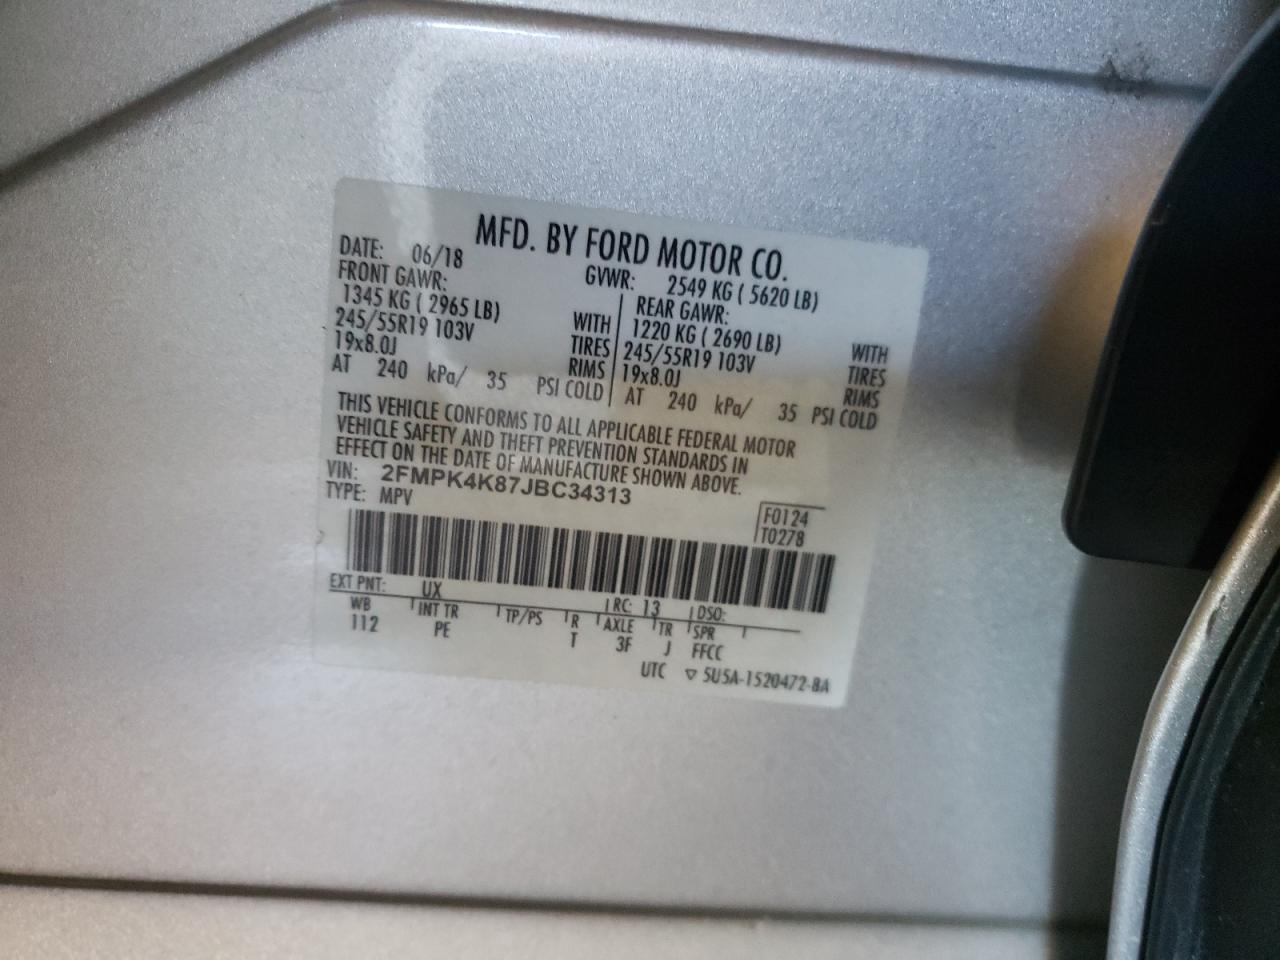 MFD. BY FORD MOTOR CO.
DATE: 06/18 GVWR: 2549 KG ( 5620 LB)
FRONT GAWR: REAR GAWR:
1345 KG ( 2965 LB) WITH 1220 KG ( 2690 LB) WITH
245/55R19 103V TIRES 245/55R19 103V TIRES
19x8.0J RIMS 19x8.0J RIMS
AT 240 kPa/ 35 PSI COLD AT 240 kPa/ 35 PSI COLD
THIS VEHICLE CONFORMS TO ALL APPLICABLE FEDERAL MOTOR
VEHICLE SAFETY AND THEFT PREVENTION STANDARDS IN
EFFECT ON THE DATE OF MANUFACTURE SHOWN ABOVE.
VIN: 2FMPK4K87JBC34313
TYPE: MPV
F0124
T0278
EXT PNT: UX RC: 13 DSO:
WB INT TR TP/PS R AXLE TR SPR
112 PE T 3F J FFCC
UTC ▽ 5U5A-1520472-BA